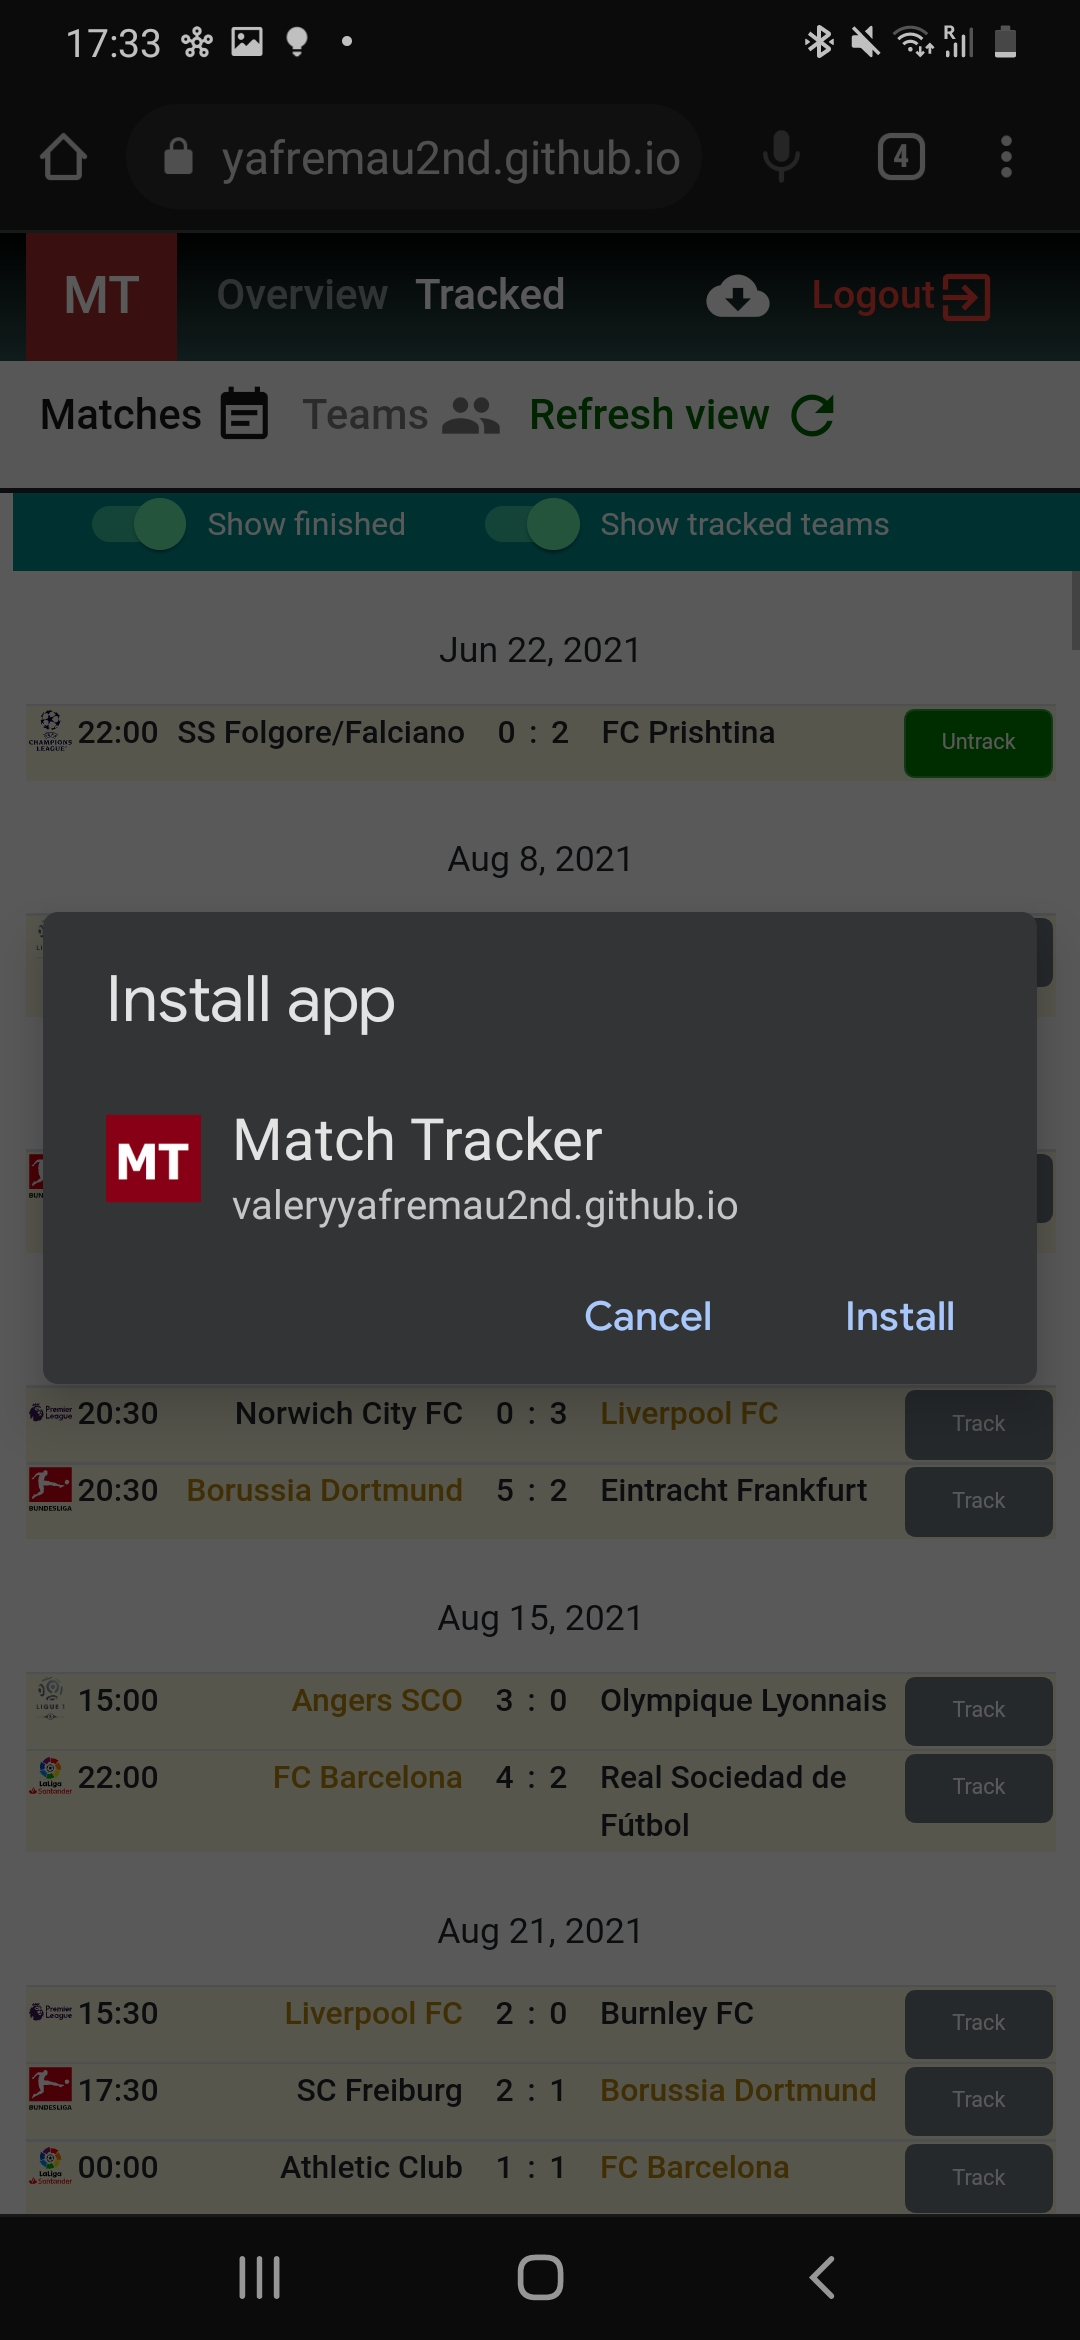 17:33
R
yafremau2nd.github.io
4
MT
Overview Tracked
Logout
Matches Teams Refresh view
Show finished Show tracked teams
Jun 22, 2021
CHAMPIONS LEAGUE 22:00 SS Folgore/Falciano 0 : 2 FC Prishtina Untrack
Aug 8, 2021
Install app
MT
Match Tracker
valeryyafremau2nd.github.io
Cancel Install
Premier League 20:30 Norwich City FC 0 : 3 Liverpool FC Track
BUNDESLIGA 20:30 Borussia Dortmund 5 : 2 Eintracht Frankfurt Track
Aug 15, 2021
LIGUE 1 15:00 Angers SCO 3 : 0 Olympique Lyonnais Track
LaLiga Santander 22:00 FC Barcelona 4 : 2 Real Sociedad de Track
Fútbol
Aug 21, 2021
Premier League 15:30 Liverpool FC 2 : 0 Burnley FC Track
BUNDESLIGA 17:30 SC Freiburg 2 : 1 Borussia Dortmund Track
LaLiga Santander 00:00 Athletic Club 1 : 1 FC Barcelona Track